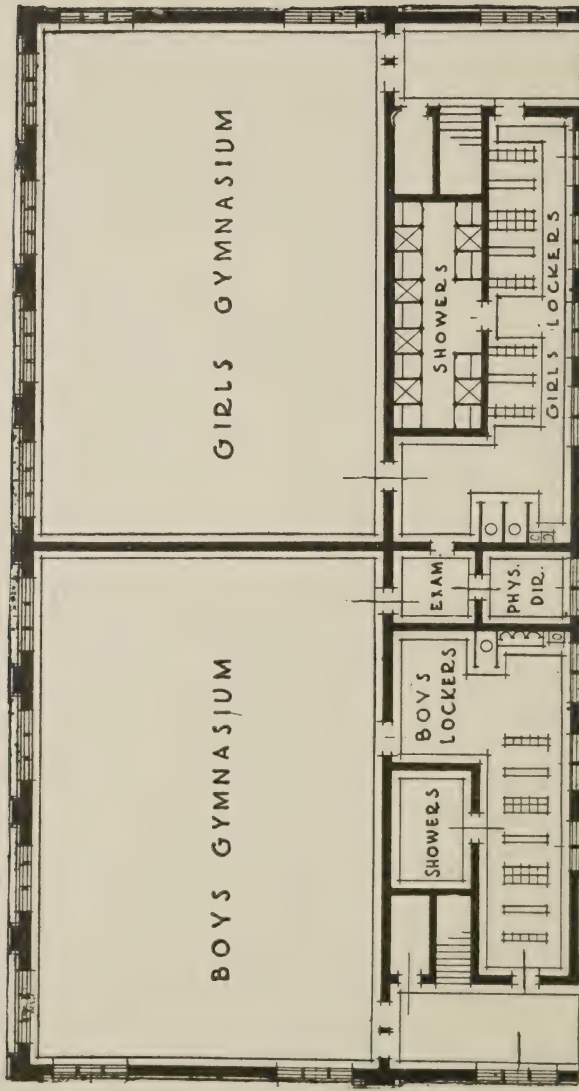 GIRLS GYMNASIUM
SHOWERS
GIRLS LOCKERS
EXAM.
PHYS.
DIR.
BOYS GYMNASIUM
BOYS
LOCKERS
SHOWERS